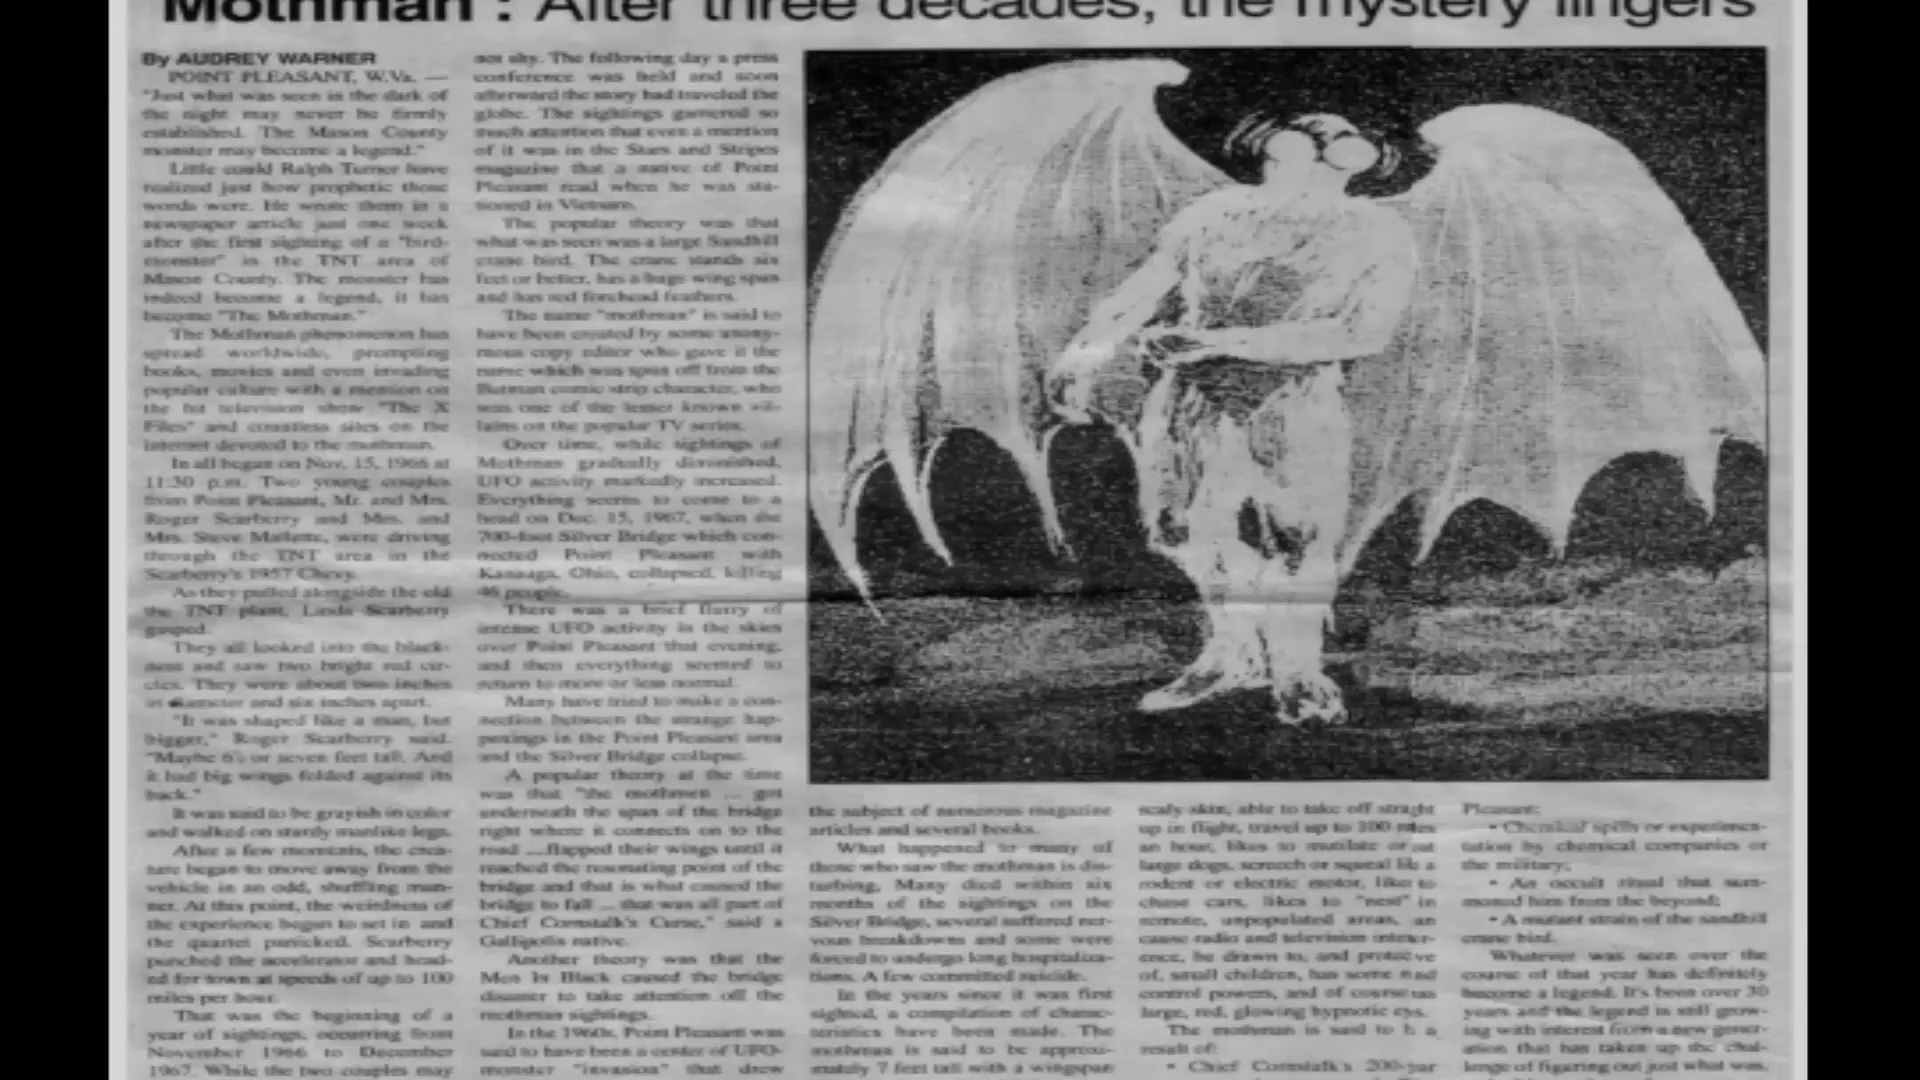 Mothman : After three decades, the mystery lingers
By AUDREY WARNER
POINT PLEASANT, W.Va. —
"Just what was seen in the dark of
the night may never be firmly
established. The Mason County
monster may become a legend."
Little could Ralph Turner have
realized just how prophetic those
words were. He wrote them in a
newspaper article just one week
after the first sighting of a "bird-
monster" in the TNT area of
Mason County. The monster has
indeed become a legend, it has
become "The Mothman."
The Mothman phenomenon has
spread worldwide, prompting
books, movies and even invading
popular culture with a mention on
the hit television show "The X
Files" and countless sites on the
internet devoted to the mothman.
In all began on Nov. 15, 1966 at
11:30 p.m. Two young couples
from Point Pleasant, Mr. and Mrs.
Roger Scarberry and Mrs. and
Mrs. Steve Mallette, were driving
through the TNT area in the
Scarberry's 1957 Chevy.
As they pulled alongside the old
the TNT plant, Linda Scarberry
gasped.
They all looked into the black-
ness and saw two bright red cir-
cles. They were about two inches
in diameter and six inches apart.
"It was shaped like a man, but
bigger," Roger Scarberry said.
"Maybe 6½ or seven feet tall. And
it had big wings folded against its
back."
It was said to be grayish in color
and walked on sturdy manlike legs.
After a few moments, the crea-
ture began to move away from the
vehicle in an odd, shuffling man-
ner. At this point, the weirdness of
the experience began to set in and
the quartet panicked. Scarberry
punched the accelerator and head-
ed for town at speeds of up to 100
miles per hour.
That was the beginning of a
year of sightings, occurring from
November 1966 to December
1967. While the two couples may
not shy. The following day a press
conference was held and soon
afterward the story had traveled the
globe. The sightings garnered so
much attention that even a mention
of it was in the Stars and Stripes
magazine that a native of Point
Pleasant read when he was sta-
tioned in Vietnam.
The popular theory was that
what was seen was a large Sandhill
crane bird. The crane stands six
feet or better, has a huge wing span
and has red forehead feathers.
The name "mothman" is said to
have been created by some anony-
mous copy editor who gave it the
name which was spun off from the
Batman comic strip character, who
was one of the lesser known vil-
lains on the popular TV series.
Over time, while sightings of
Mothman gradually diminished,
UFO activity markedly increased.
Everything seems to come to a
head on Dec. 15, 1967, when the
700-foot Silver Bridge which con-
nected Point Pleasant with
Kanauga, Ohio, collapsed, killing
46 people.
There was a brief flurry of
intense UFO activity in the skies
over Point Pleasant that evening,
and then everything seemed to
return to more or less normal.
Many have tried to make a con-
nection between the strange hap-
penings in the Point Pleasant area
and the Silver Bridge collapse.
A popular theory at the time
was that "the mothmen ... got
underneath the span of the bridge
right where it connects on to the
road ...flapped their wings until it
reached the resonating point of the
bridge and that is what caused the
bridge to fall ... that was all part of
Chief Cornstalk's Curse," said a
Gallipolis native.
Another theory was that the
Men In Black caused the bridge
disaster to take attention off the
mothman sightings.
In the 1960s, Point Pleasant was
said to have been a center of UFO-
monster "invasion" that drew
the subject of numerous magazine
articles and several books.
What happened to many of
those who saw the mothman is dis-
turbing. Many died within six
months of the sightings on the
Silver Bridge, several suffered ner-
vous breakdowns and some were
forced to undergo long hospitaliza-
tions. A few committed suicide.
In the years since it was first
sighted, a compilation of charac-
teristics have been made. The
mothman is said to be approxi-
mately 7 feet tall with a wingspan
scaly skin, able to take off straight
up in flight, travel up to 100 miles
an hour, likes to mutilate or eat
large dogs, screech or squeal like a
rodent or electric motor, like to
chase cars, likes to "nest" in
remote, unpopulated areas, can
cause radio and television interfer-
ence, be drawn to, and protective
of, small children, has some mind
control powers, and of course has
large, red, glowing hypnotic eyes.
The mothman is said to be a
result of:
• Chief Cornstalk's 200-year
Pleasant;
• Chemical spills or experimen-
tation by chemical companies or
the military;
• An occult ritual that sum-
moned him from the beyond;
• A mutant strain of the sandhill
crane bird.
Whatever was seen over the
course of that year has definitely
become a legend. It's been over 30
years and the legend is still grow-
ing with interest from a new gener-
ation that has taken up the chal-
lenge of figuring out just what was,